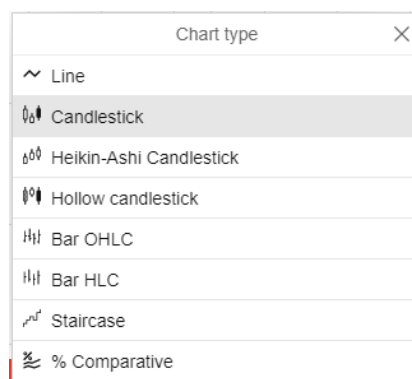 Chart type
Line
Candlestick
Heikin-Ashi Candlestick
Hollow candlestick
Bar OHLC
Bar HLC
Staircase
% Comparative